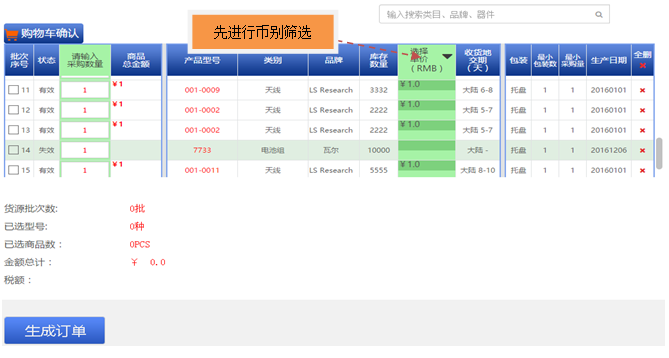 请输入搜索类目、品牌、器件
先进行币别筛选
购物车确认
批次序号 状态 请输入采购数量 商品总金额 产品型号 类别 品牌 库存数量 选择单价（RMB） 收货地交期（天） 包装 最小包装数 最小采购量 生产日期 全删
11 有效 1 ￥1 001-0009 天线 LS Research 3332 ￥1.0 大陆 6-8 托盘 1 1 20160101
12 有效 1 ￥1 001-0002 天线 LS Research 2222 ￥1.0 大陆 5-7 托盘 1 1 20160101
13 有效 1 ￥1 001-0002 天线 LS Research 2222 ￥1.0 大陆 5-7 托盘 1 1 20160101
14 失效 1 7733 电池组 瓦尔 10000 大陆 - 托盘 1 1 20161206
15 有效 1 ￥1 001-0011 天线 LS Research 5555 ￥1.0 大陆 8-10 托盘 1 1 20160101
货源批次数: 0批
已选型号: 0种
已选商品数： 0PCS
金额总计： ￥ 0.0
税额：
生成订单